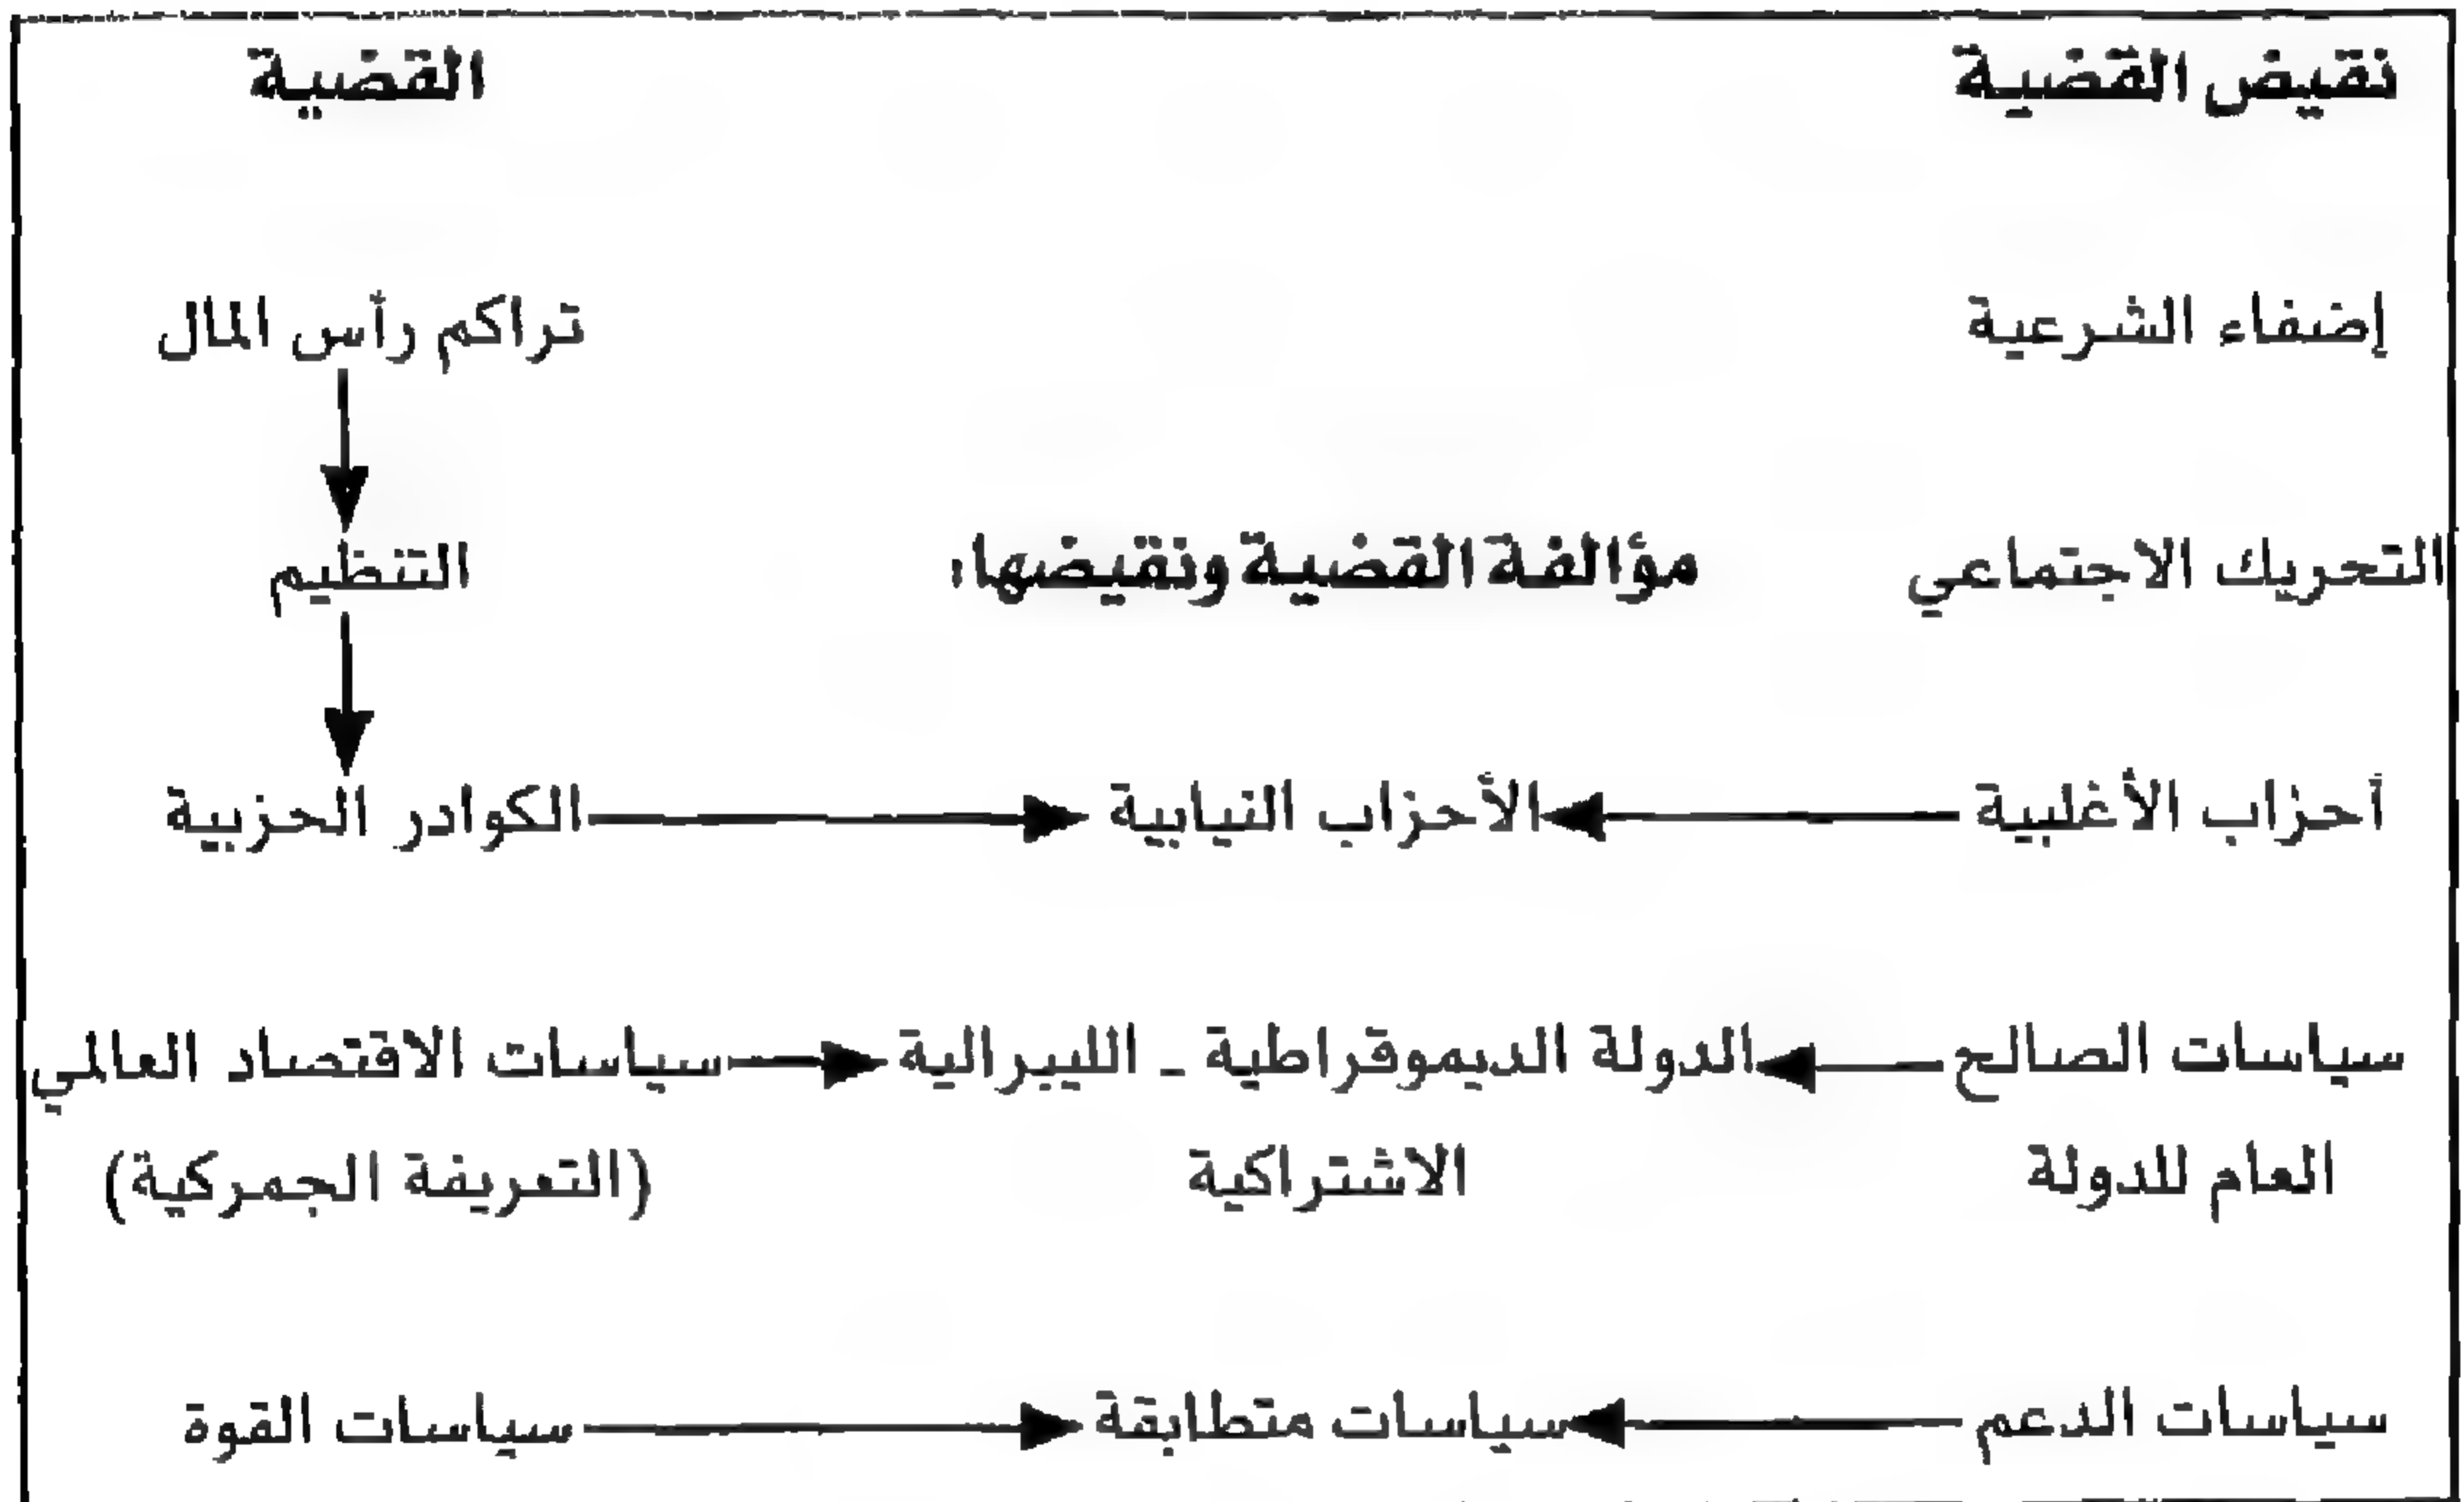 نقيض القضية
القضية
إضفاء الشرعية
تراكم رأس المال
التحريك الاجتماعي
مؤالفة القضية ونقيضها:
التنظيم
أحزاب الأغلبية
الأحزاب النيابية
الكوادر الحزبية
سياسات الصالح
العام للدولة
الدولة الديموقراطية ـ الليبرالية
الاشتراكية
سياسات الاقتصاد العالمي
(التعريفة الجمركية)
سياسات الدعم
سياسات متطابقة
سياسات القوة